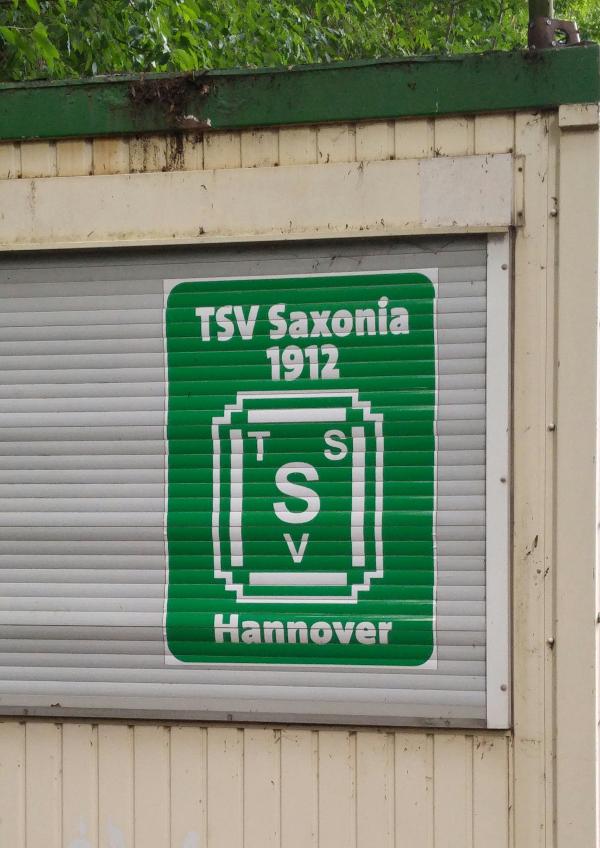 TSV Saxonia
1912
T S
S
V
Hannover